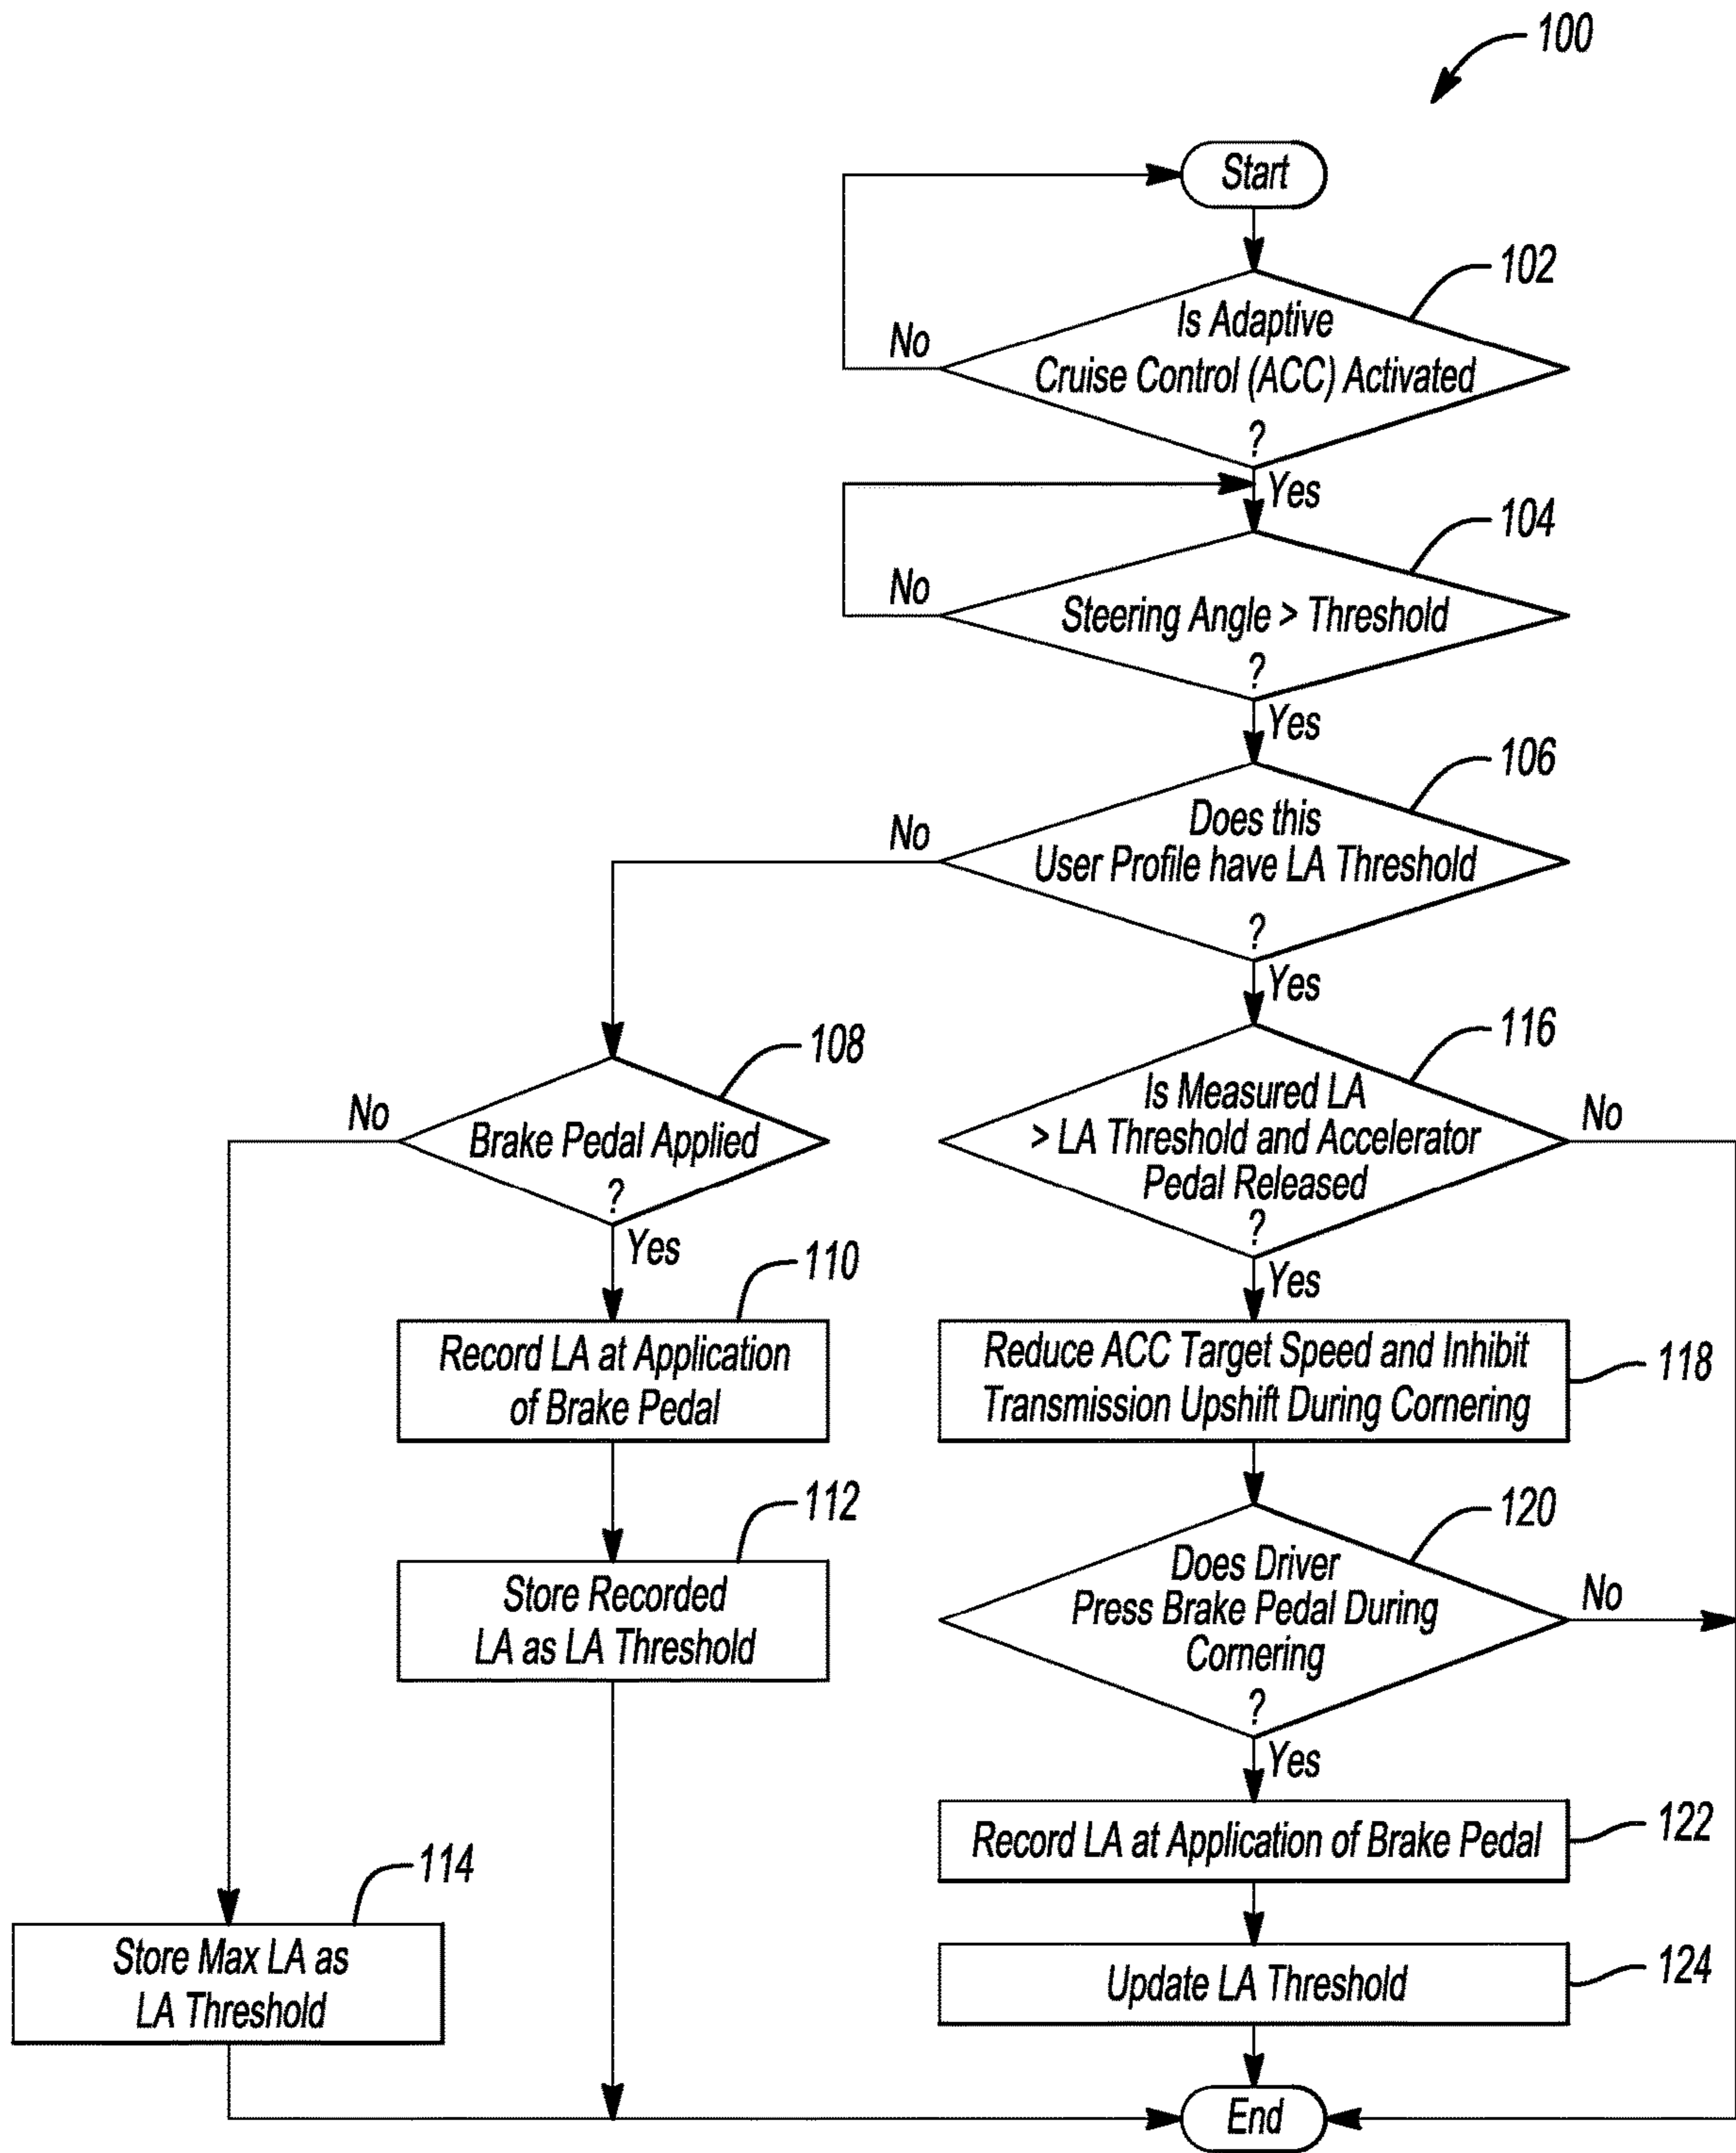 100
Start
102
Is Adaptive
Cruise Control (ACC) Activated
?
No
Yes
104
Steering Angle > Threshold
?
No
Yes
106
Does this
User Profile have LA Threshold
?
No
Yes
108
Brake Pedal Applied
?
No
Yes
110
Record LA at Application
of Brake Pedal
112
Store Recorded
LA as LA Threshold
114
Store Max LA as
LA Threshold
116
Is Measured LA
> LA Threshold and Accelerator
Pedal Released
?
No
Yes
Reduce ACC Target Speed and Inhibit
Transmission Upshift During Cornering
118
120
Does Driver
Press Brake Pedal During
Cornering
?
No
Yes
Record LA at Application of Brake Pedal
122
Update LA Threshold
124
End